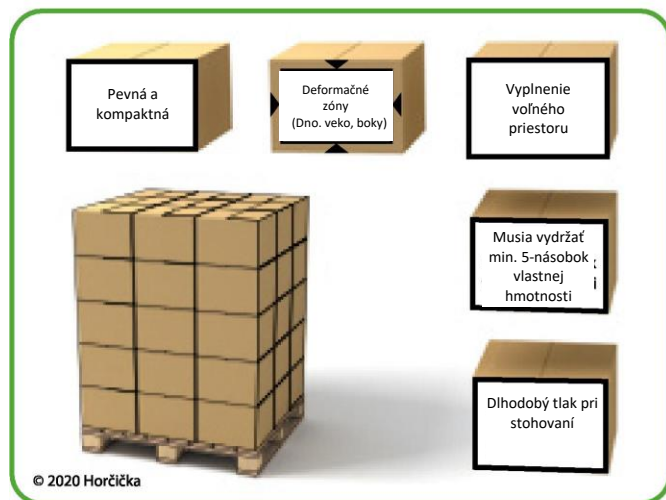 Pevná a
kompaktná
Deformačné
zóny
(Dno. veko, boky)
Vyplnenie
voľného
priestoru
Musia vydržať
min. 5-násobok
vlastnej
hmotnosti
Dlhodobý tlak pri
stohovaní
© 2020 Horčička